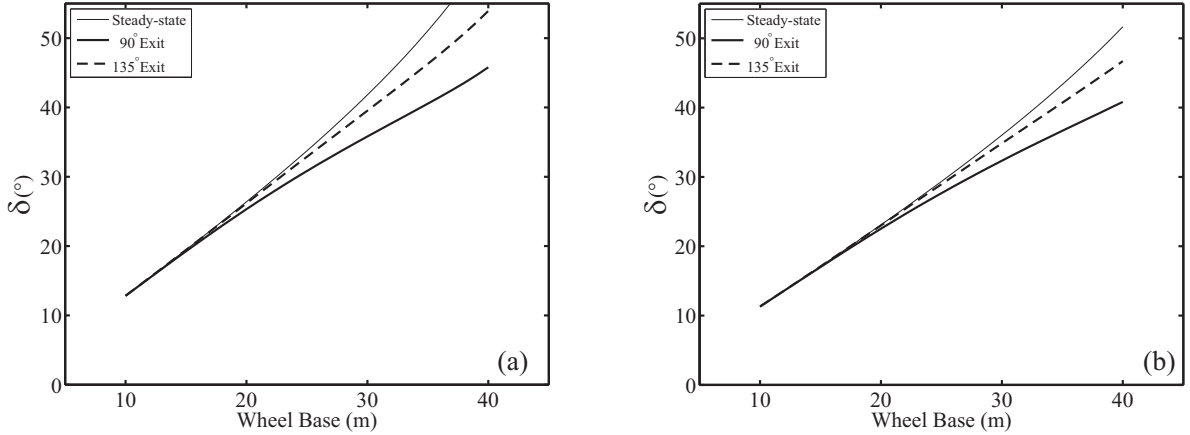 Steady-state
90° Exit
135° Exit
50
40
30
20
10
0
δ(°)
10 20 30 40
Wheel Base (m)
(a)
Steady-state
90° Exit
135° Exit
50
40
30
20
10
0
δ(°)
10 20 30 40
Wheel Base (m)
(b)